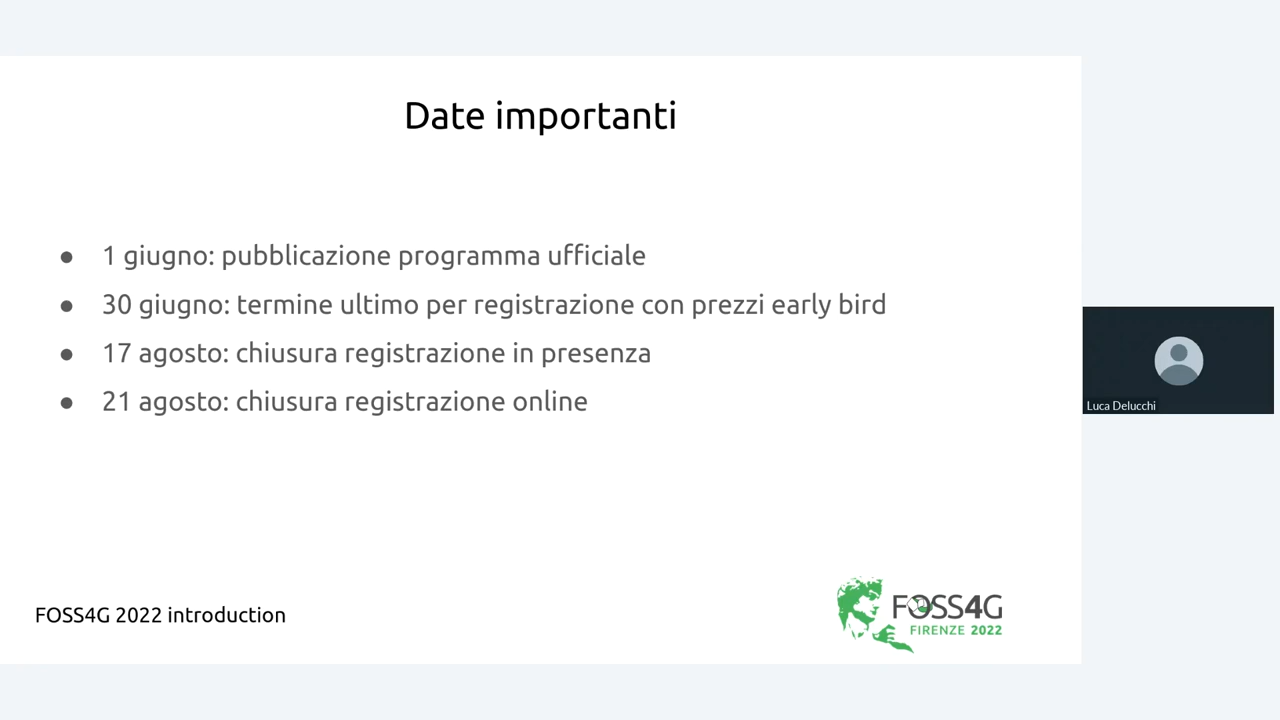 Date importanti
● 1 giugno: pubblicazione programma ufficiale
● 30 giugno: termine ultimo per registrazione con prezzi early bird
● 17 agosto: chiusura registrazione in presenza
● 21 agosto: chiusura registrazione online
Luca Delucchi
FOSS4G 2022 introduction
FOSS4G
FIRENZE 2022